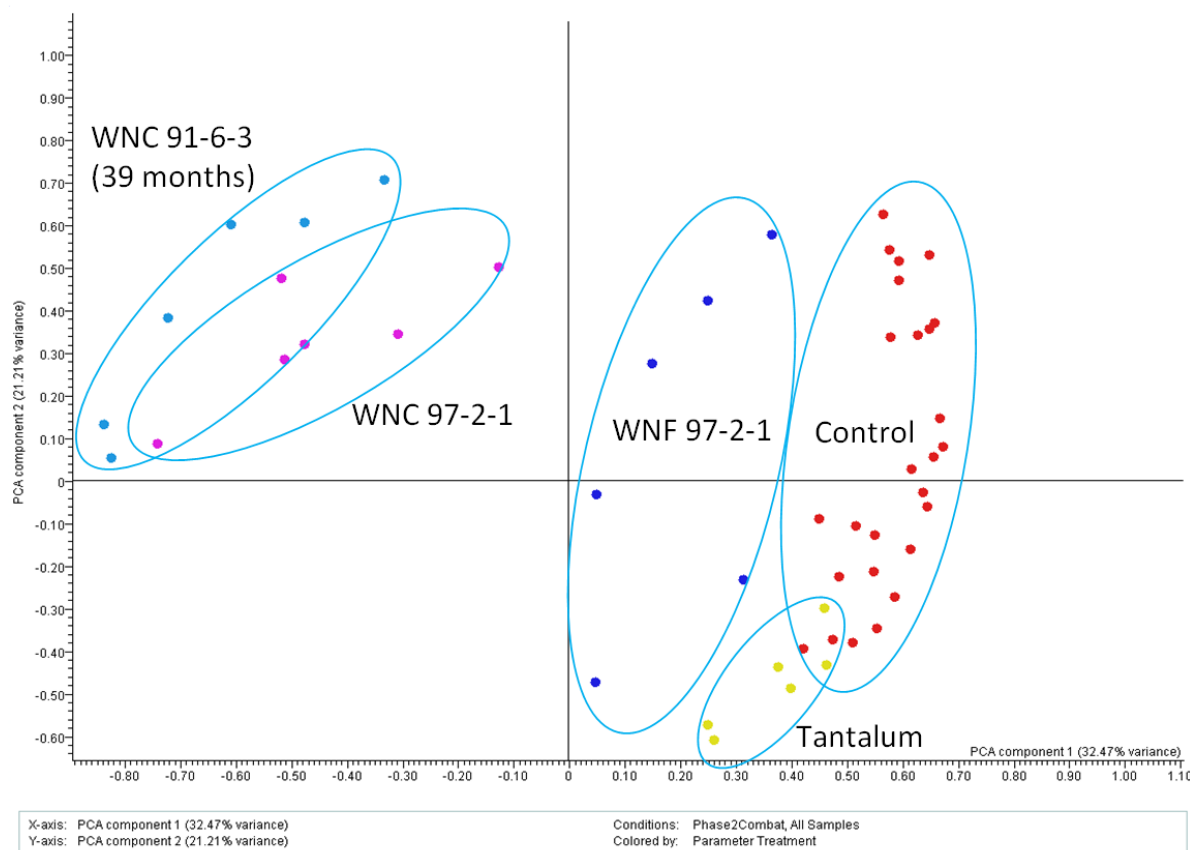 1.00
0.90
0.80
0.70
0.60
0.50
0.40
0.30
0.20
0.10
0
-0.10
-0.20
-0.30
-0.40
-0.50
-0.60
PCA component 2 (21.21% variance)
WNC 91-6-3
(39 months)
WNC 97-2-1
WNF 97-2-1
Control
Tantalum
PCA component 1 (32.47% variance)
-0.80 -0.70 -0.60 -0.50 -0.40 -0.30 -0.20 -0.10 0 0.10 0.20 0.30 0.40 0.50 0.60 0.70 0.80 0.90 1.00 1.10
X-axis: PCA component 1 (32.47% variance) Conditions: Phase2Combat, All Samples
Y-axis: PCA component 2 (21.21% variance) Colored by: Parameter Treatment